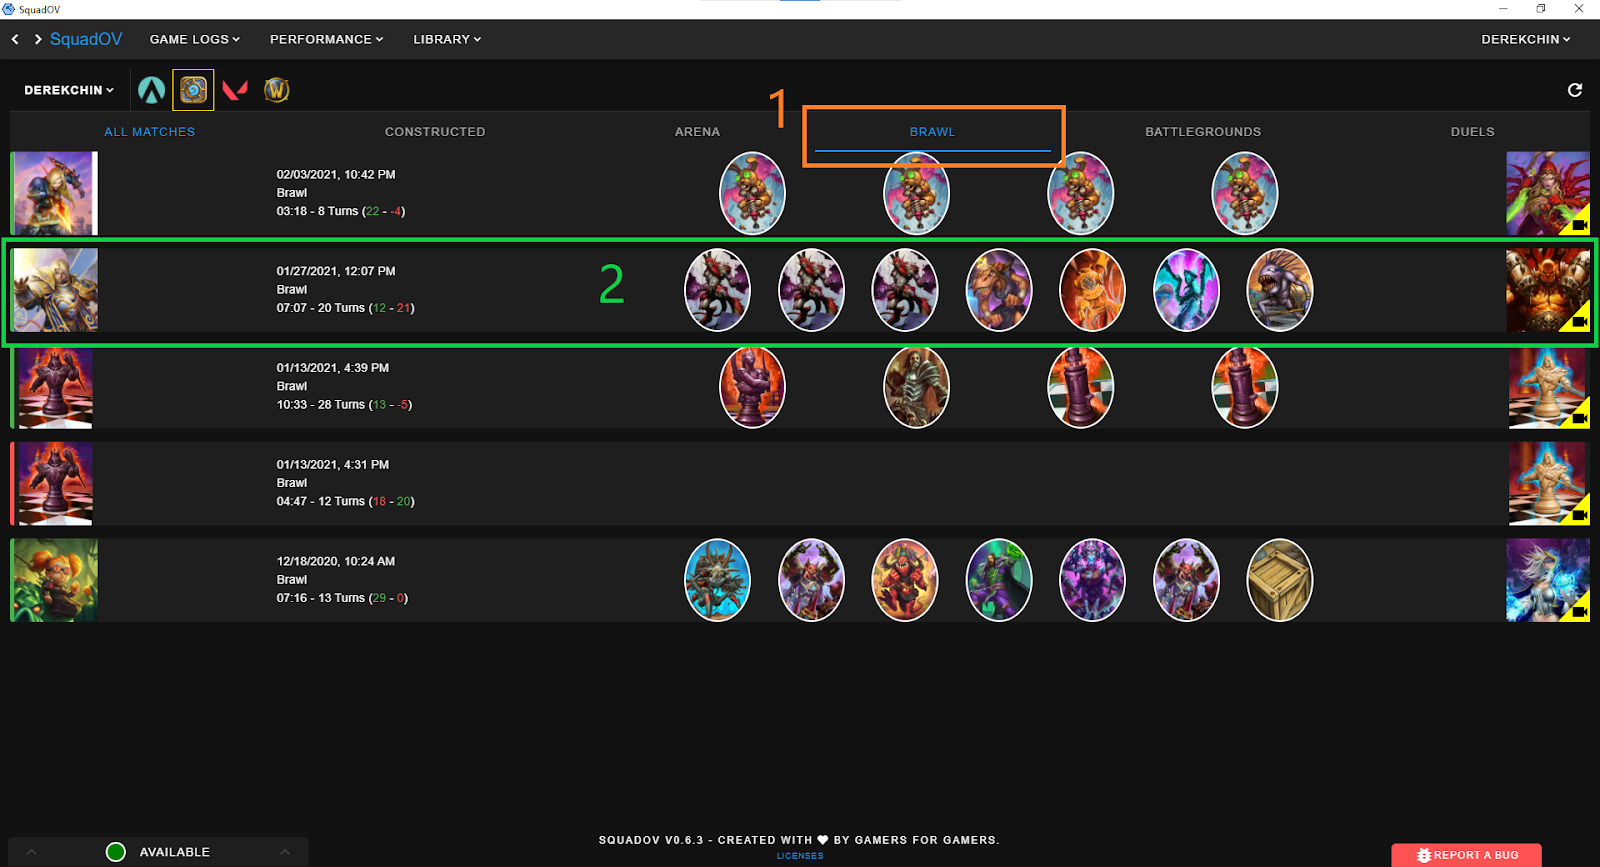 SquadOV
SquadOV GAME LOGS PERFORMANCE LIBRARY DEREKCHIN
DEREKCHIN
1
ALL MATCHES CONSTRUCTED ARENA BRAWL BATTLEGROUNDS DUELS
02/03/2021, 10:42 PM
Brawl
03:18 - 8 Turns (22 - -4)
2
01/27/2021, 12:07 PM
Brawl
07:07 - 20 Turns (12 - 21)
01/13/2021, 4:39 PM
Brawl
10:33 - 28 Turns (13 - -5)
01/13/2021, 4:31 PM
Brawl
04:47 - 12 Turns (18 - 20)
12/18/2020, 10:24 AM
Brawl
07:16 - 13 Turns (29 - 0)
SQUADOV V0.6.3 - CREATED WITH ♥ BY GAMERS FOR GAMERS.
LICENSES
AVAILABLE
REPORT A BUG